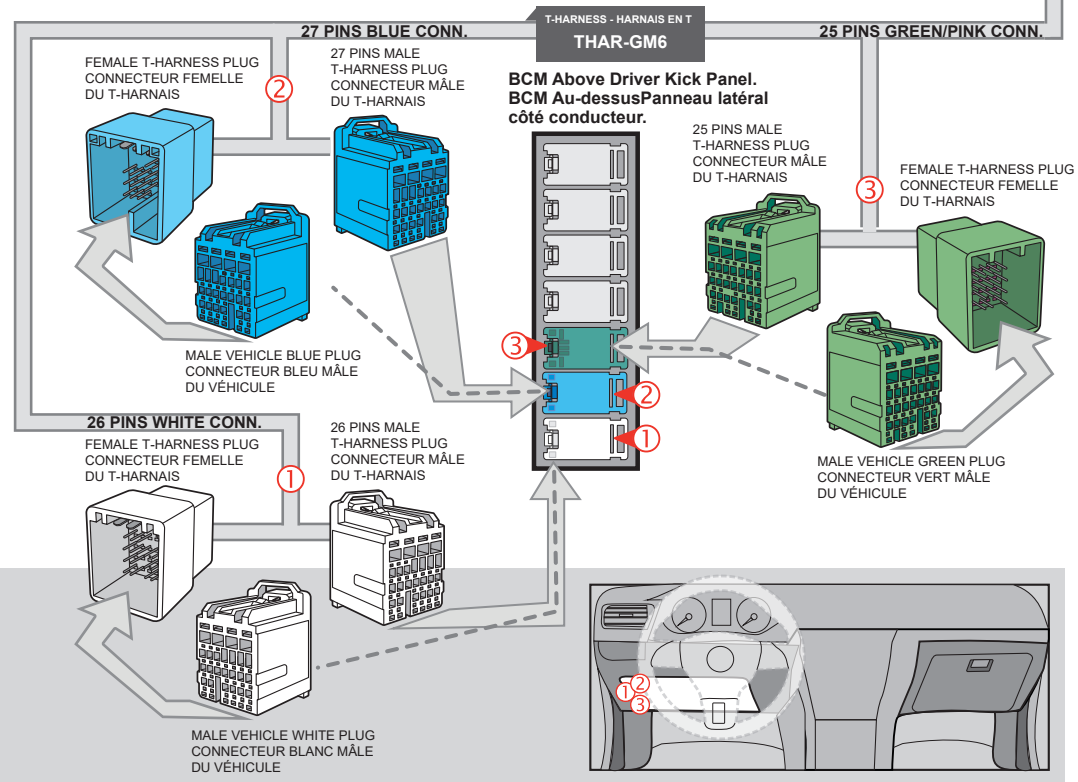 T-HARNESS - HARNAIS EN T
THAR-GM6
27 PINS BLUE CONN.
25 PINS GREEN/PINK CONN.
FEMALE T-HARNESS PLUG
CONNECTEUR FEMELLE
DU T-HARNAIS
2
27 PINS MALE
T-HARNESS PLUG
CONNECTEUR MÂLE
DU T-HARNAIS
BCM Above Driver Kick Panel.
BCM Au-dessusPanneau latéral
côté conducteur.
25 PINS MALE
T-HARNESS PLUG
CONNECTEUR MÂLE
DU T-HARNAIS
3
FEMALE T-HARNESS PLUG
CONNECTEUR FEMELLE
DU T-HARNAIS
MALE VEHICLE BLUE PLUG
CONNECTEUR BLEU MÂLE
DU VÉHICULE
3
2
1
26 PINS WHITE CONN.
FEMALE T-HARNESS PLUG
CONNECTEUR FEMELLE
DU T-HARNAIS
1
26 PINS MALE
T-HARNESS PLUG
CONNECTEUR MÂLE
DU T-HARNAIS
MALE VEHICLE GREEN PLUG
CONNECTEUR VERT MÂLE
DU VÉHICULE
MALE VEHICLE WHITE PLUG
CONNECTEUR BLANC MÂLE
DU VÉHICULE
1 2
3